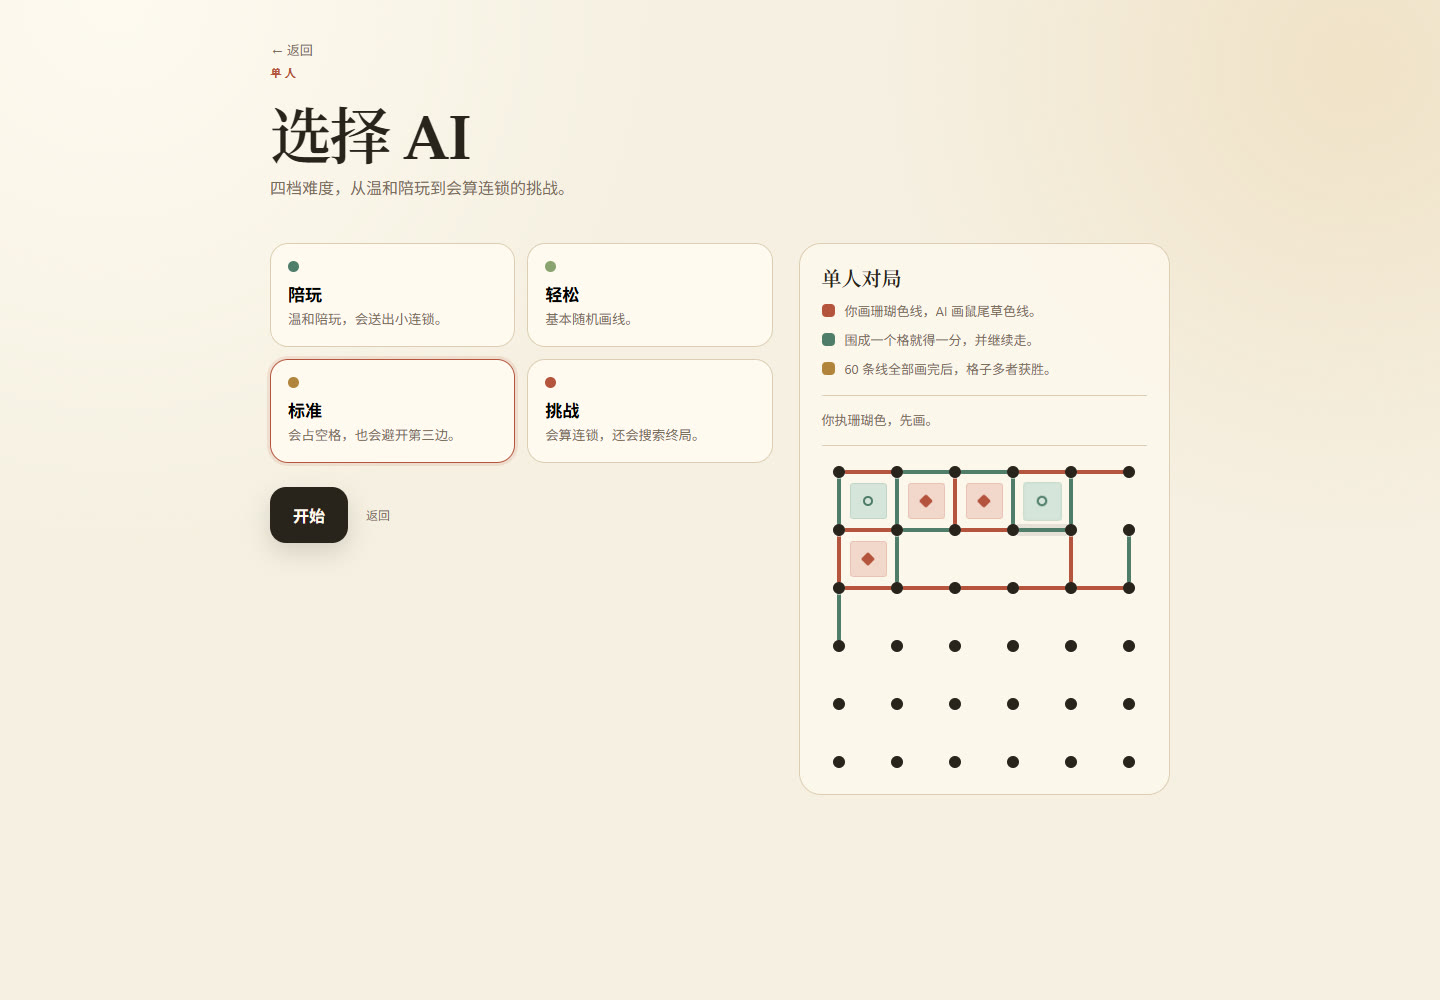 ← 返回
单人
选择 AI
四档难度，从温和陪玩到会算连锁的挑战。
陪玩
温和陪玩，会送出小连锁。
轻松
基本随机画线。
标准
会占空格，也会避开第三边。
挑战
会算连锁，还会搜索终局。
开始
返回
单人对局
你画珊瑚色线，AI 画鼠尾草色线。
围成一个格就得一分，并继续走。
60 条线全部画完后，格子多者获胜。
你执珊瑚色，先画。